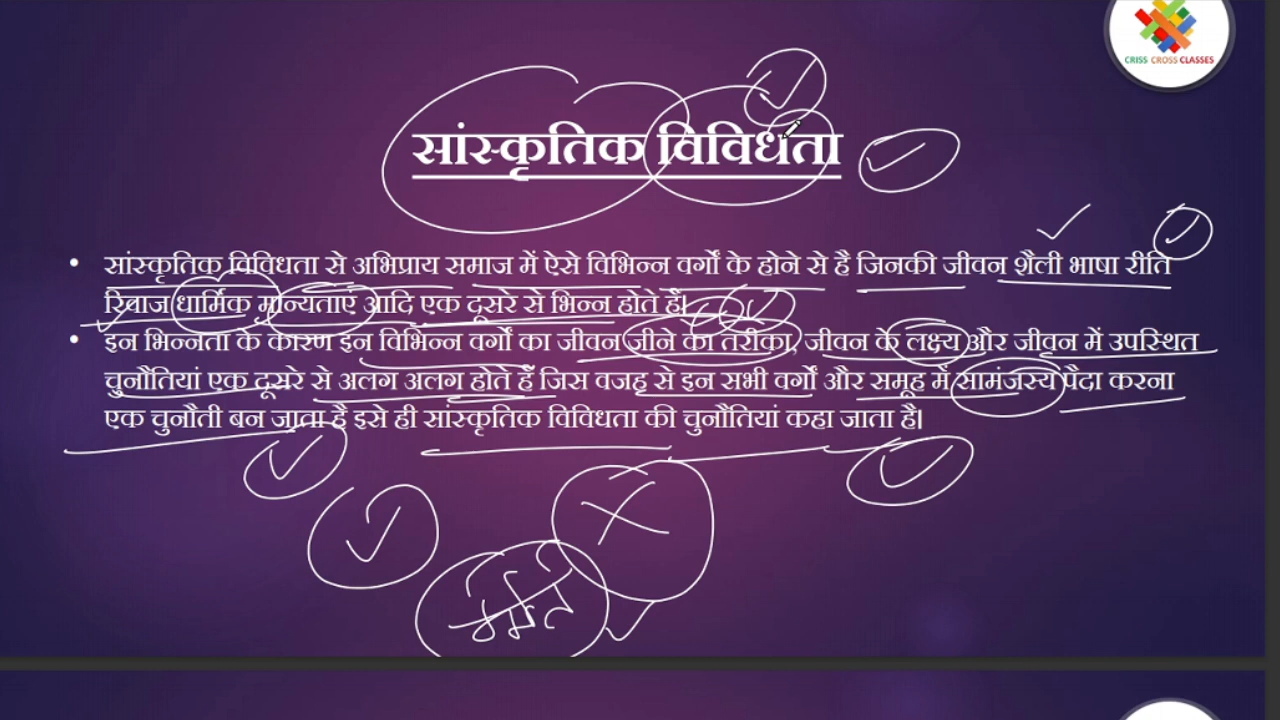 CRISS CROSS CLASSES
सांस्कृतिक विविधता
• सांस्कृतिक विविधता से अभिप्राय समाज में ऐसे विभिन्न वर्गों के होने से है जिनकी जीवन शैली भाषा रीति
रिवाज धार्मिक मान्यताएं आदि एक दूसरे से भिन्न होते हैं।
• इन भिन्नता के कारण इन विभिन्न वर्गों का जीवन जीने का तरीका, जीवन के लक्ष्य और जीवन में उपस्थित
चुनौतियां एक दूसरे से अलग अलग होते हैं जिस वजह से इन सभी वर्गों और समूह में सामंजस्य पैदा करना
एक चुनौती बन जाता है इसे ही सांस्कृतिक विविधता की चुनौतियां कहा जाता है।